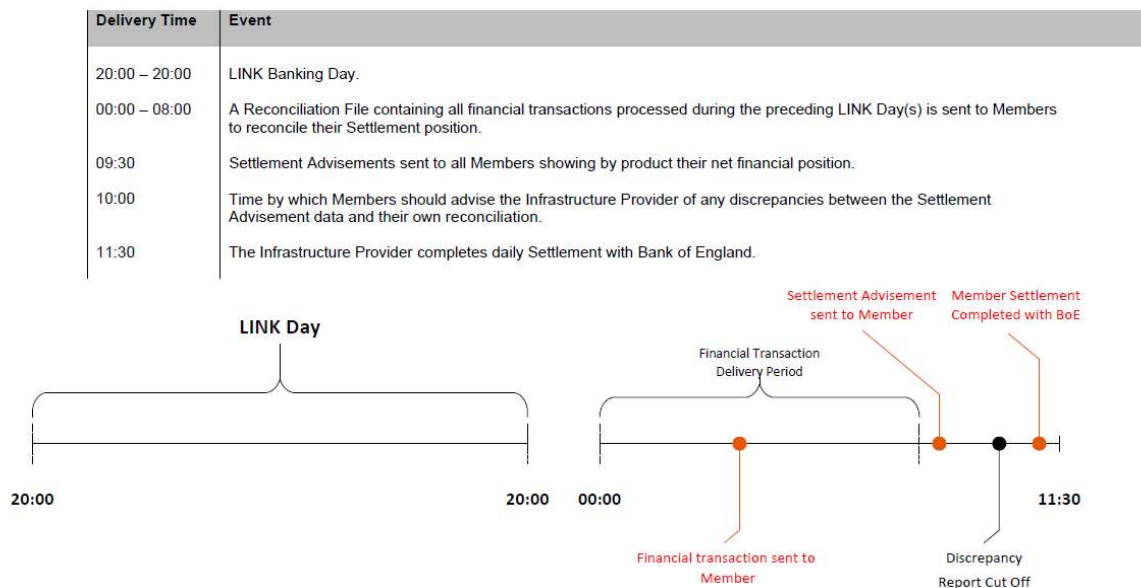 Delivery Time Event
20:00 – 20:00 LINK Banking Day.
00:00 – 08:00 A Reconciliation File containing all financial transactions processed during the preceding LINK Day(s) is sent to Members
to reconcile their Settlement position.
09:30 Settlement Advisements sent to all Members showing by product their net financial position.
10:00 Time by which Members should advise the Infrastructure Provider of any discrepancies between the Settlement
Advisement data and their own reconciliation.
11:30 The Infrastructure Provider completes daily Settlement with Bank of England.
Settlement Advisement
sent to Member
Member Settlement
Completed with BoE
LINK Day
Financial Transaction
Delivery Period
20:00
20:00
00:00
11:30
Financial transaction sent to
Member
Discrepancy
Report Cut Off